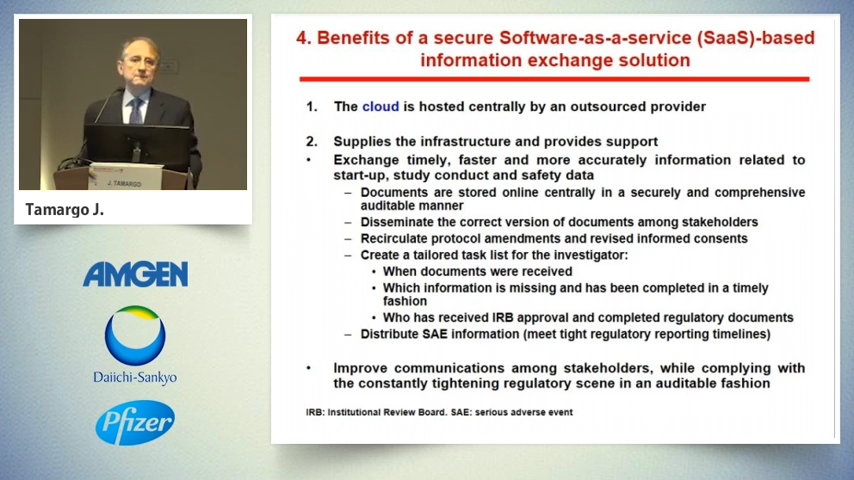 J. TAMARGO
Tamargo J.
AMGEN
Daiichi-Sankyo
Pfizer
4. Benefits of a secure Software-as-a-service (SaaS)-based
information exchange solution
1. The cloud is hosted centrally by an outsourced provider
2. Supplies the infrastructure and provides support
• Exchange timely, faster and more accurately information related to
start-up, study conduct and safety data
– Documents are stored online centrally in a securely and comprehensive
auditable manner
– Disseminate the correct version of documents among stakeholders
– Recirculate protocol amendments and revised informed consents
– Create a tailored task list for the investigator:
• When documents were received
• Which information is missing and has been completed in a timely
fashion
• Who has received IRB approval and completed regulatory documents
– Distribute SAE information (meet tight regulatory reporting timelines)
• Improve communications among stakeholders, while complying with
the constantly tightening regulatory scene in an auditable fashion
IRB: Institutional Review Board. SAE: serious adverse event